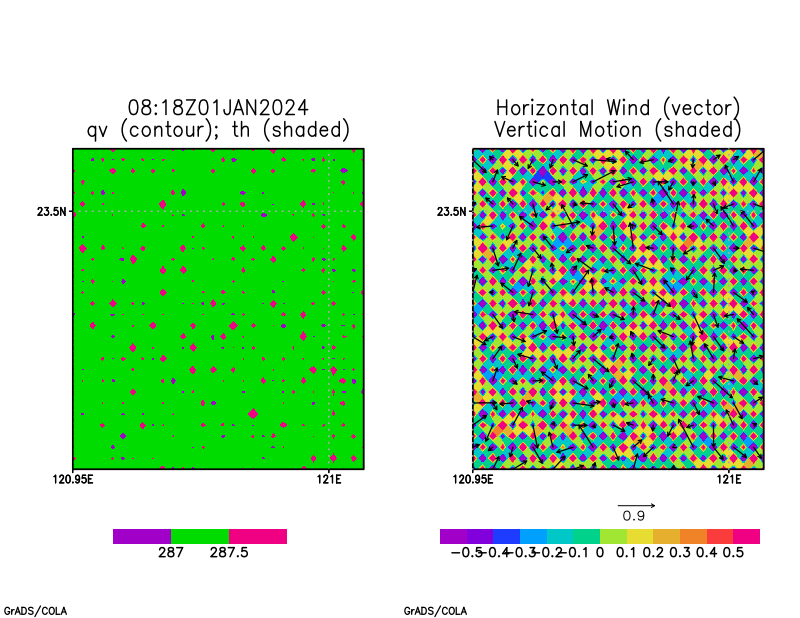 08:18Z01JAN2024
qv (contour); th (shaded)
23.5N
120.95E 121E
287 287.5
GrADS/COLA
Horizontal Wind (vector)
Vertical Motion (shaded)
23.5N
120.95E 121E
0.9
-0.5 -0.4 -0.3 -0.2 -0.1 0 0.1 0.2 0.3 0.4 0.5
GrADS/COLA